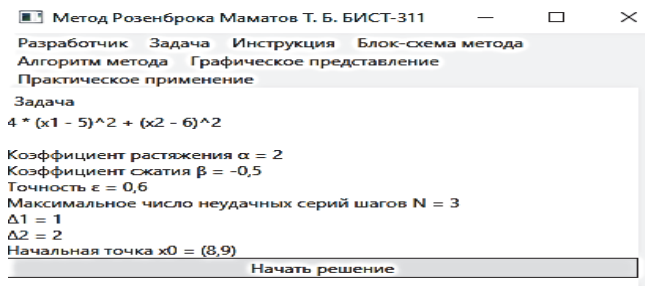 Метод Розенброка Маматов Т. Б. БИСТ-311
Разработчик Задача Инструкция Блок-схема метода
Алгоритм метода Графическое представление
Практическое применение
Задача
4 * (x1 - 5)^2 + (x2 - 6)^2
Коэффициент растяжения α = 2
Коэффициент сжатия β = -0,5
Точность ε = 0,6
Максимальное число неудачных серий шагов N = 3
Δ1 = 1
Δ2 = 2
Начальная точка x0 = (8,9)
Начать решение